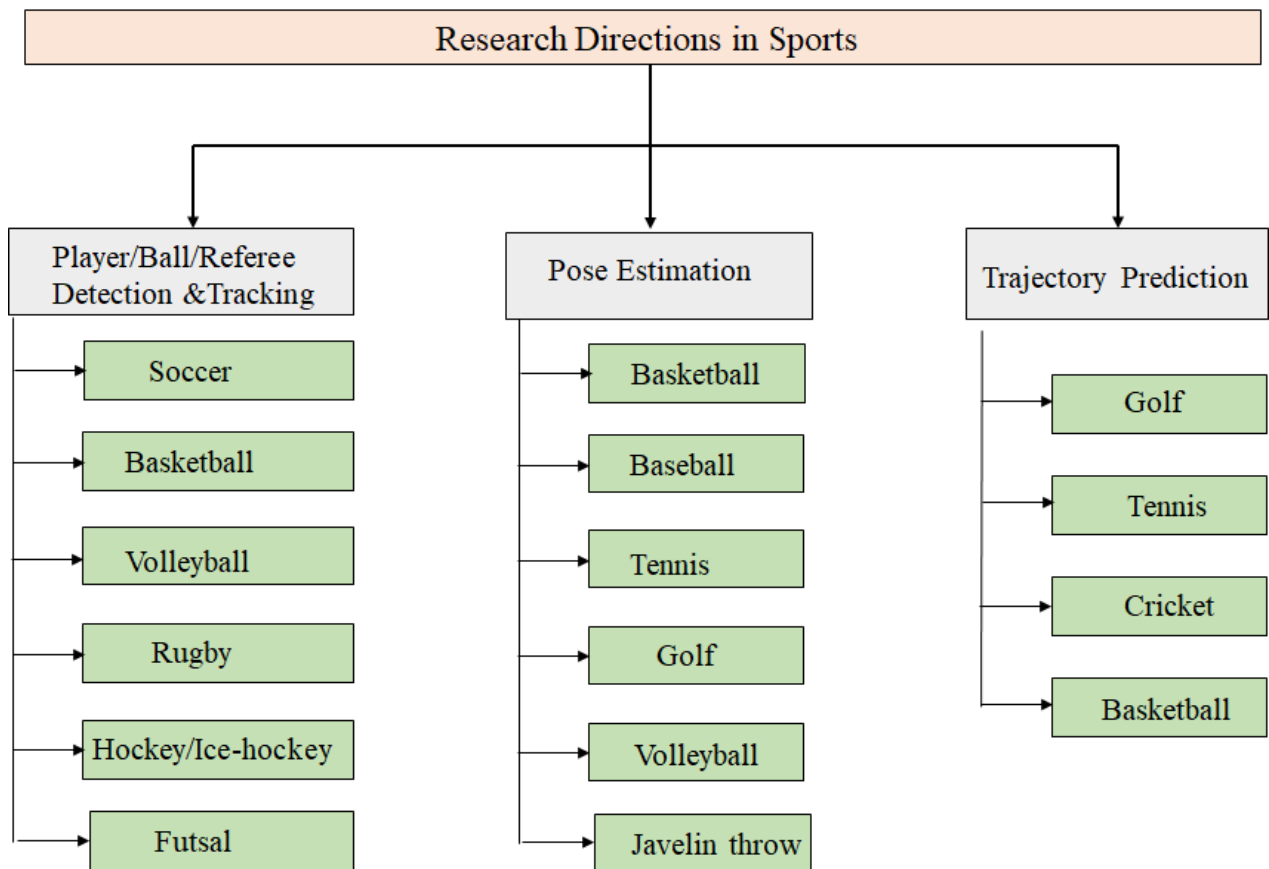 Research Directions in Sports
Player/Ball/Referee
Detection &Tracking
Soccer
Basketball
Volleyball
Rugby
Hockey/Ice-hockey
Futsal
Pose Estimation
Basketball
Baseball
Tennis
Golf
Volleyball
Javelin throw
Trajectory Prediction
Golf
Tennis
Cricket
Basketball